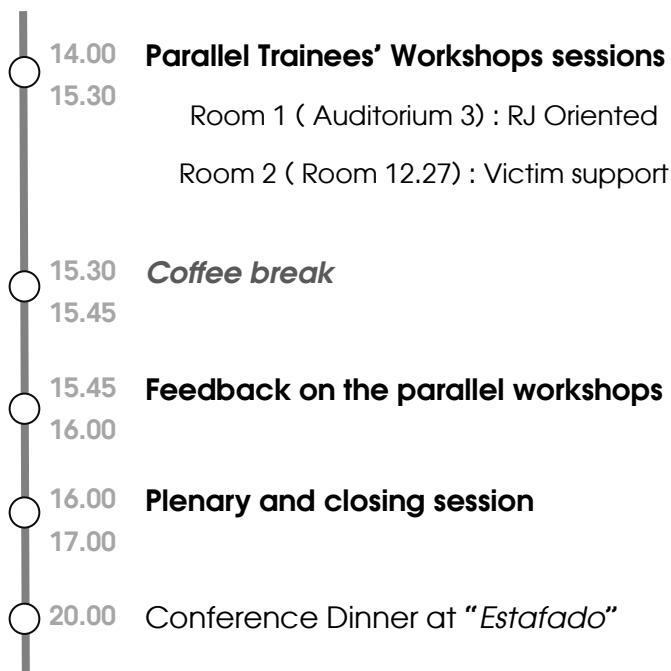 14.00 Parallel Trainees’ Workshops sessions
15.30
Room 1 ( Auditorium 3) : RJ Oriented
Room 2 ( Room 12.27) : Victim support
15.30 Coffee break
15.45
15.45 Feedback on the parallel workshops
16.00
16.00 Plenary and closing session
17.00
20.00 Conference Dinner at “Estafado”